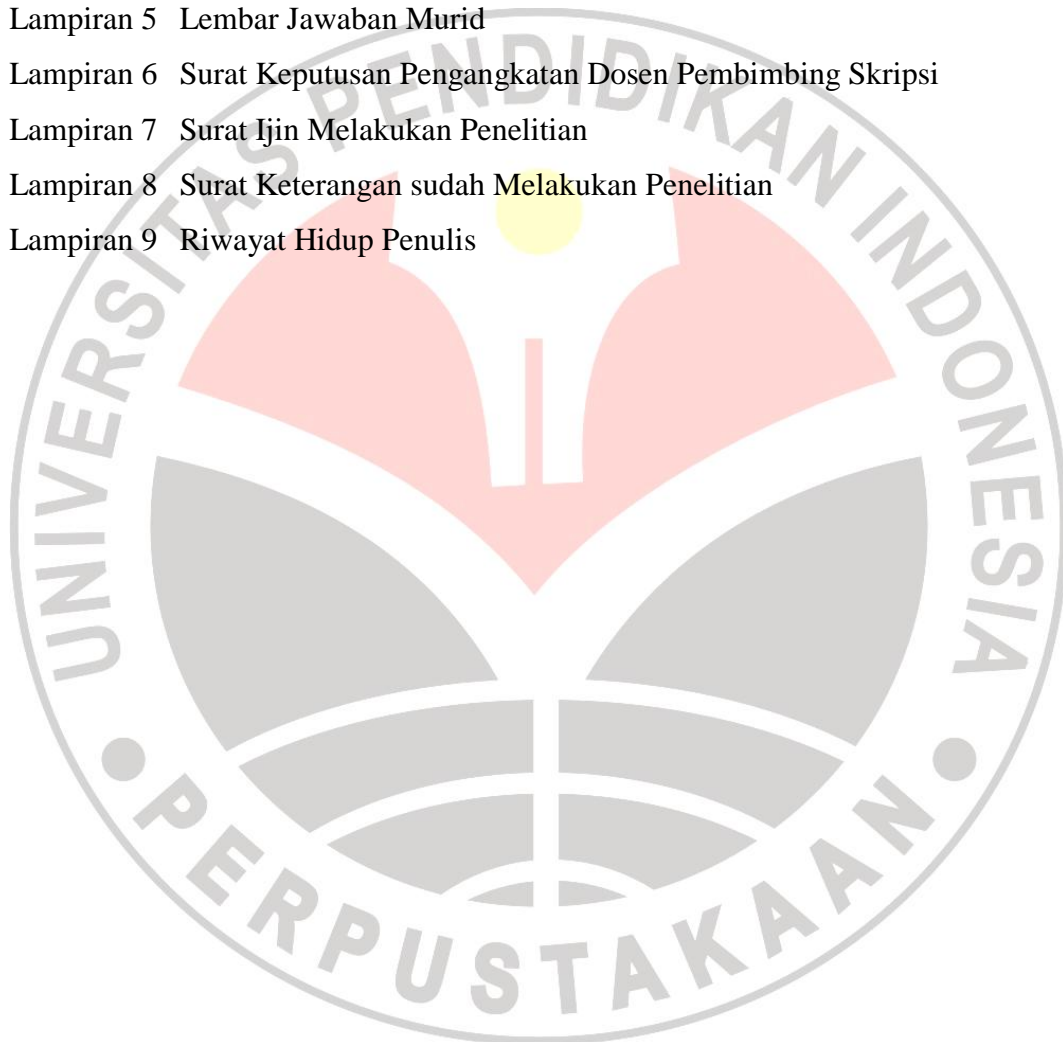 Lampiran 5 Lembar Jawaban Murid
Lampiran 6 Surat Keputusan Pengangkatan Dosen Pembimbing Skripsi
Lampiran 7 Surat Ijin Melakukan Penelitian
Lampiran 8 Surat Keterangan sudah Melakukan Penelitian
Lampiran 9 Riwayat Hidup Penulis
UNIVERSITAS PENDIDIKAN INDONESIA
PERPUSTAKAAN